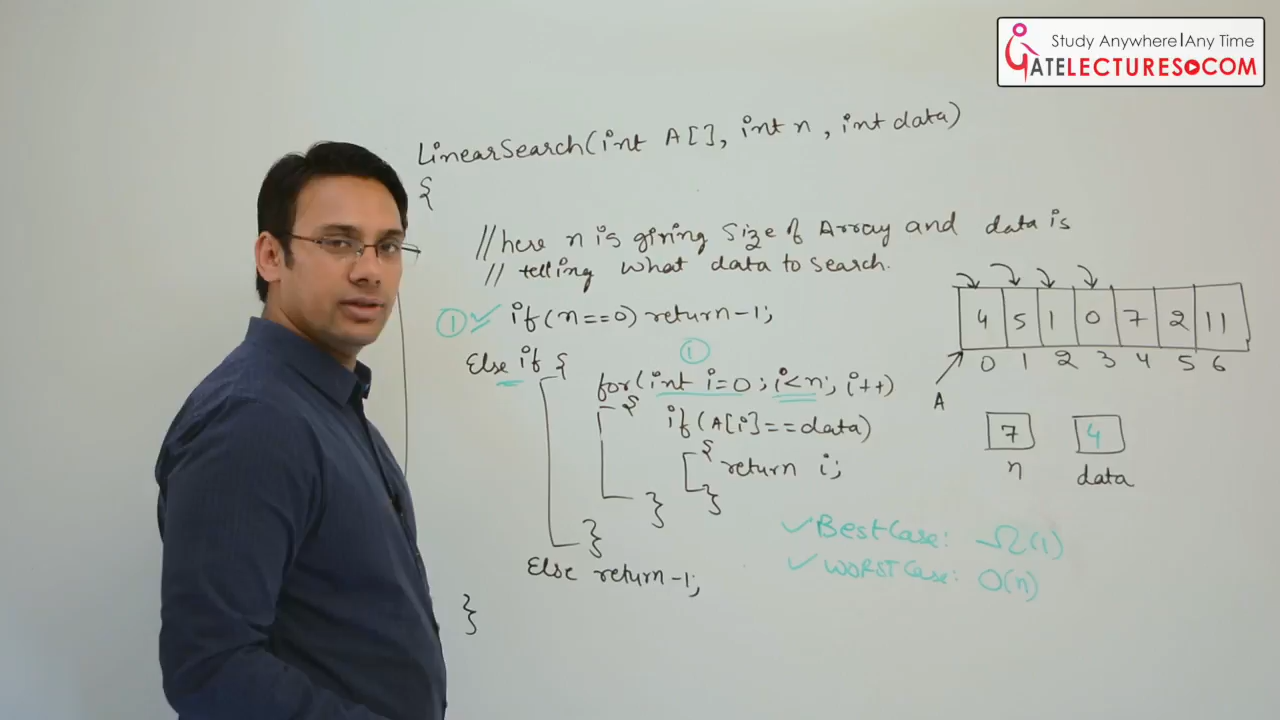 Study Anywhere|Any Time
GATELECTURES.COM
LinearSearch(int A[], int n, int data)
{
//here n is giving Size of Array and data is
// telling what data to search.
① ✓ if(n==0) return-1;
Else if {
①
for(int i=0; i<n; i++)
{
if(A[i]==data)
{
return i;
}
}
}
Else return-1;
}
4 5 1 0 7 2 11
0 1 2 3 4 5 6
A
7 4
n data
✓ Best Case: Ω(1)
✓ WORST Case: O(n)